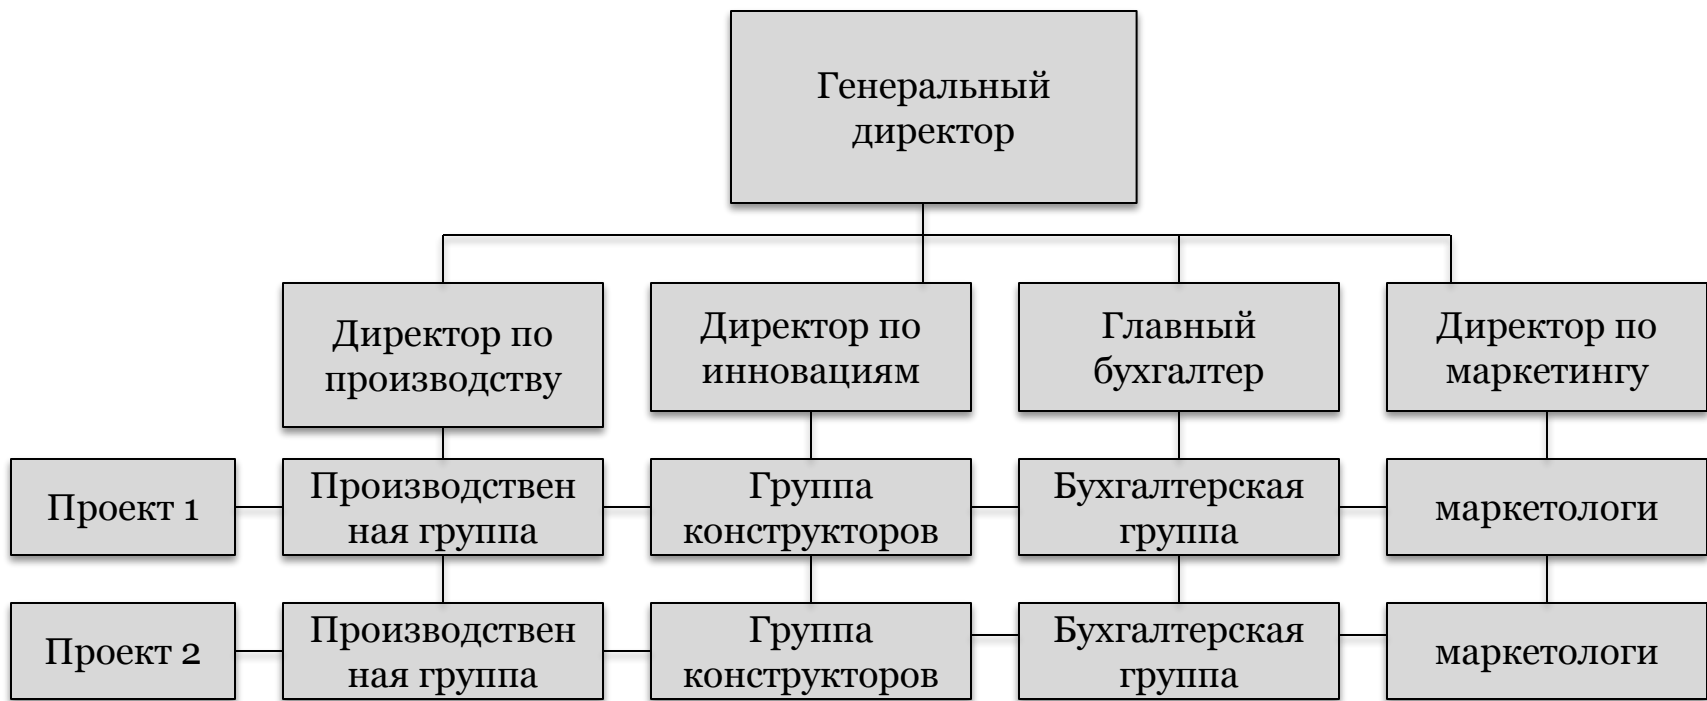 Генеральный
директор
Директор по
производству
Директор по
инновациям
Главный
бухгалтер
Директор по
маркетингу
Проект 1
Производствен
ная группа
Группа
конструкторов
Бухгалтерская
группа
маркетологи
Проект 2
Производствен
ная группа
Группа
конструкторов
Бухгалтерская
группа
маркетологи